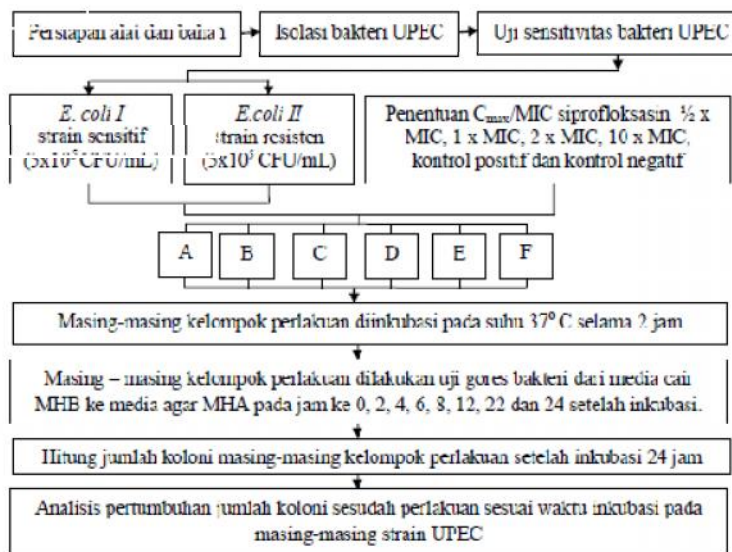 Persiapan alat dan bahan
Isolasi bakteri UPEC
Uji sensitivitas bakteri UPEC
E. coli I
strain sensitif
(5x10⁵ CFU/mL)
E.coli II
strain resisten
(5x10⁵ CFU/mL)
Penentuan Cmax/MIC siprofloksasin ½ x
MIC, 1 x MIC, 2 x MIC, 10 x MIC,
kontrol positif dan kontrol negatif
A
B
C
D
E
F
Masing-masing kelompok perlakuan diinkubasi pada suhu 37⁰ C selama 2 jam
Masing – masing kelompok perlakuan dilakukan uji gores bakteri dari media cair
MHB ke media agar MHA pada jam ke 0, 2, 4, 6, 8, 12, 22 dan 24 setelah inkubasi.
Hitung jumlah koloni masing-masing kelompok perlakuan setelah inkubasi 24 jam
Analisis pertumbuhan jumlah koloni sesudah perlakuan sesuai waktu inkubasi pada
masing-masing strain UPEC